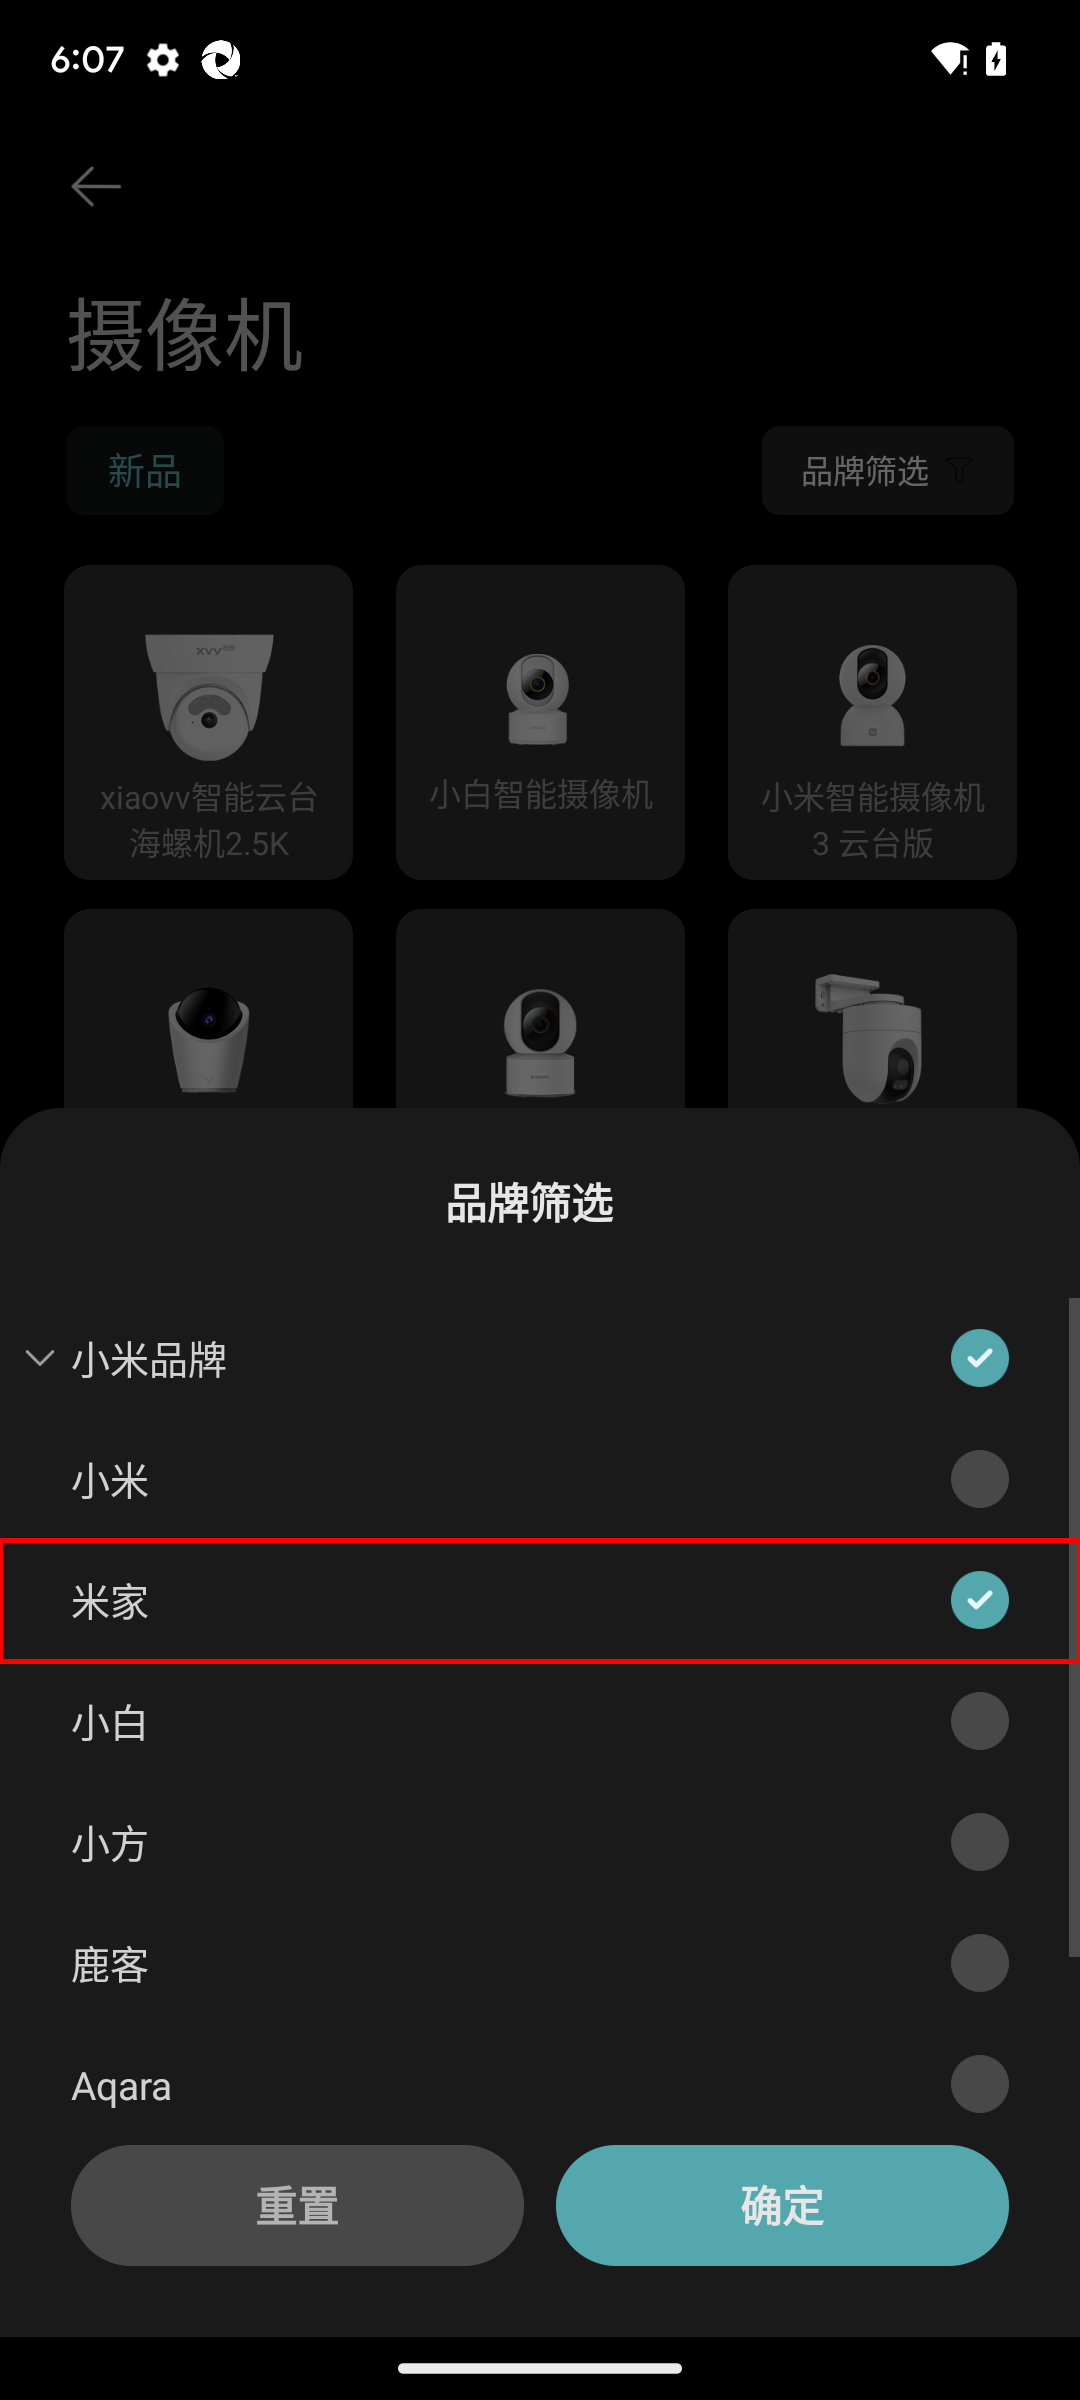 6:07
摄像机
新品
品牌筛选
xiaovv智能云台
海螺机2.5K
小白智能摄像机
小米智能摄像机
3 云台版
品牌筛选
小米品牌
小米
米家
小白
小方
鹿客
Aqara
重置
确定